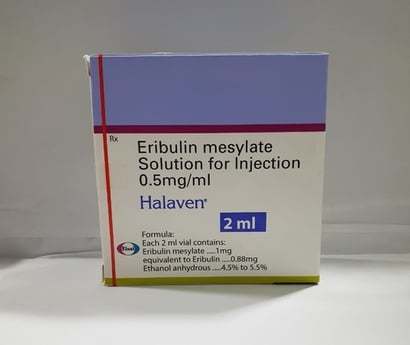 Rx
Eribulin mesylate
Solution for Injection
0.5mg/ml
Halaven®
2 ml
Formula:
Each 2 ml vial contains:
Eribulin mesylate .....1mg
equivalent to Eribulin .....0.88mg
Ethanol anhydrous .....4.5% to 5.5%
Eisai